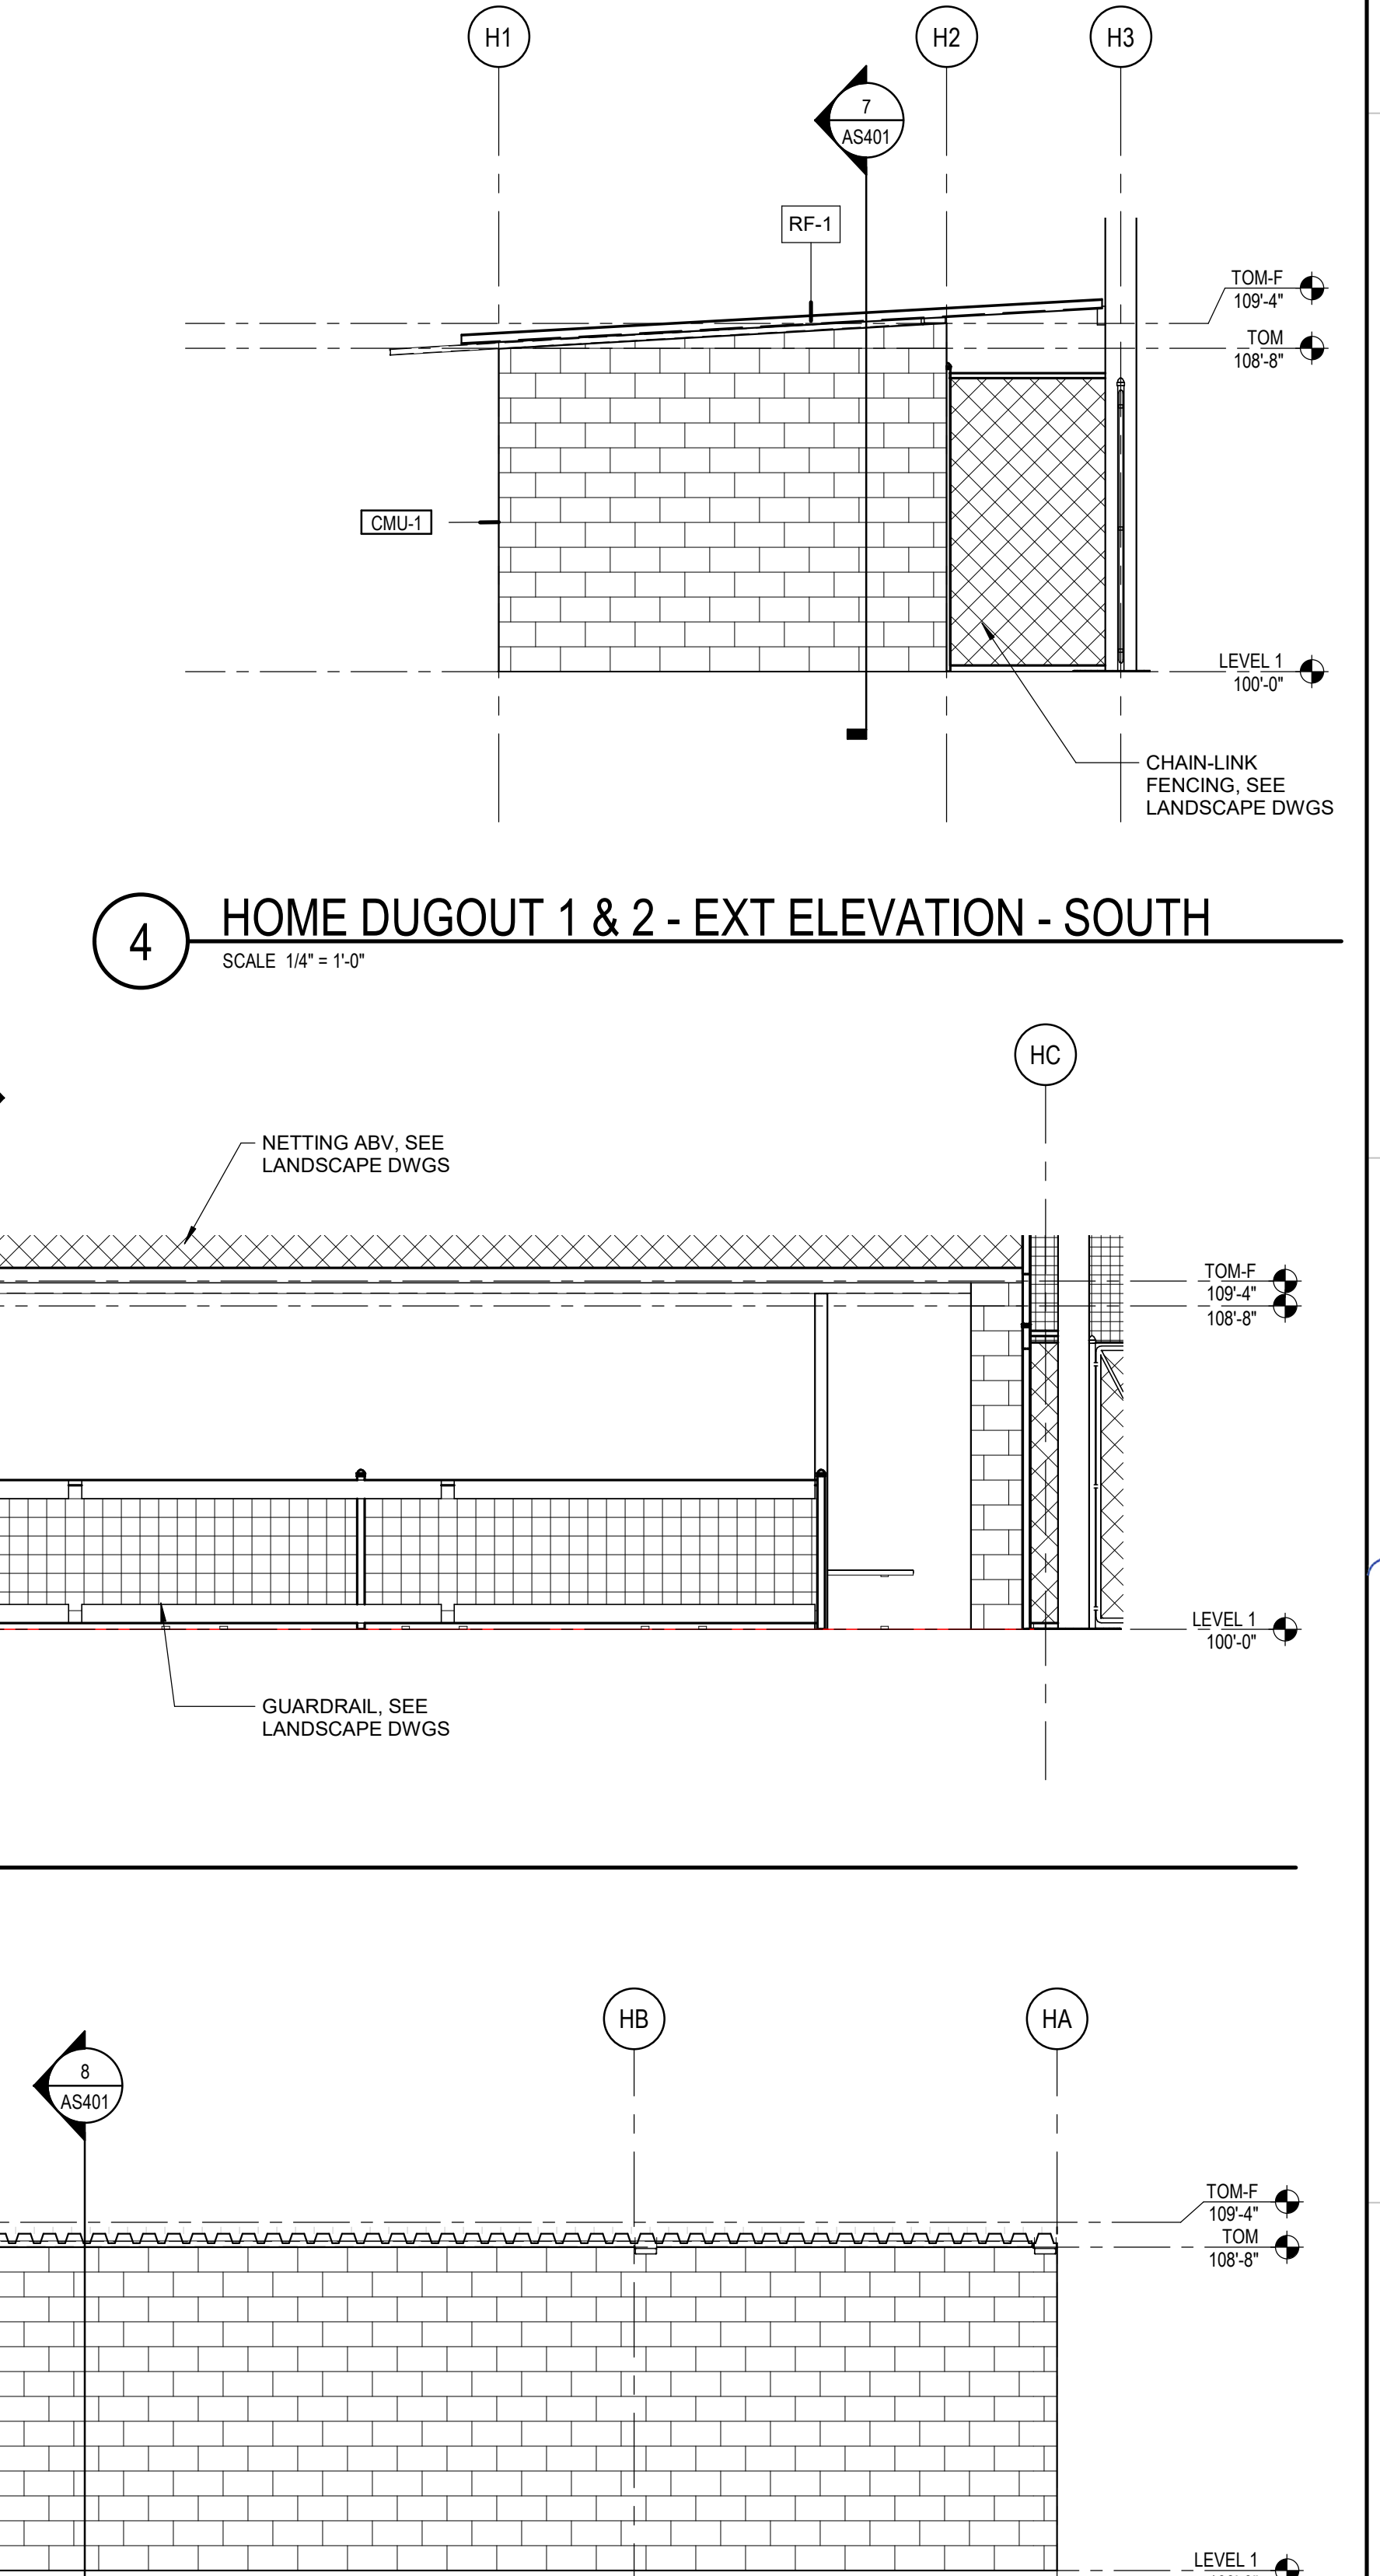 H1
H2
H3
7
AS401
RF-1
TOM-F
109'-4"
TOM
108'-8"
CMU-1
LEVEL 1
100'-0"
CHAIN-LINK
FENCING, SEE
LANDSCAPE DWGS
4
HOME DUGOUT 1 & 2 - EXT ELEVATION - SOUTH
SCALE 1/4" = 1'-0"
HC
NETTING ABV, SEE
LANDSCAPE DWGS
TOM-F
109'-4"
108'-8"
LEVEL 1
100'-0"
GUARDRAIL, SEE
LANDSCAPE DWGS
HB
HA
8
AS401
TOM-F
109'-4"
TOM
108'-8"
LEVEL 1